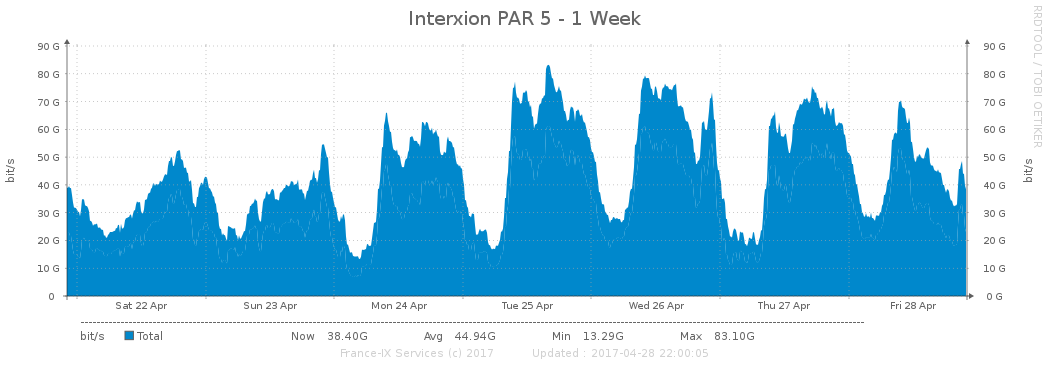 Interxion PAR 5 - 1 Week
RRDTOOL / TOBI OETIKER
90 G 90 G
80 G 80 G
70 G 70 G
60 G 60 G
50 G 50 G
40 G 40 G
30 G 30 G
20 G 20 G
10 G 10 G
0 0 G
bit/s bit/s
Sat 22 Apr Sun 23 Apr Mon 24 Apr Tue 25 Apr Wed 26 Apr Thu 27 Apr Fri 28 Apr
bit/s Total Now 38.40G Avg 44.94G Min 13.29G Max 83.10G
France-IX Services (c) 2017 Updated : 2017-04-28 22:00:05